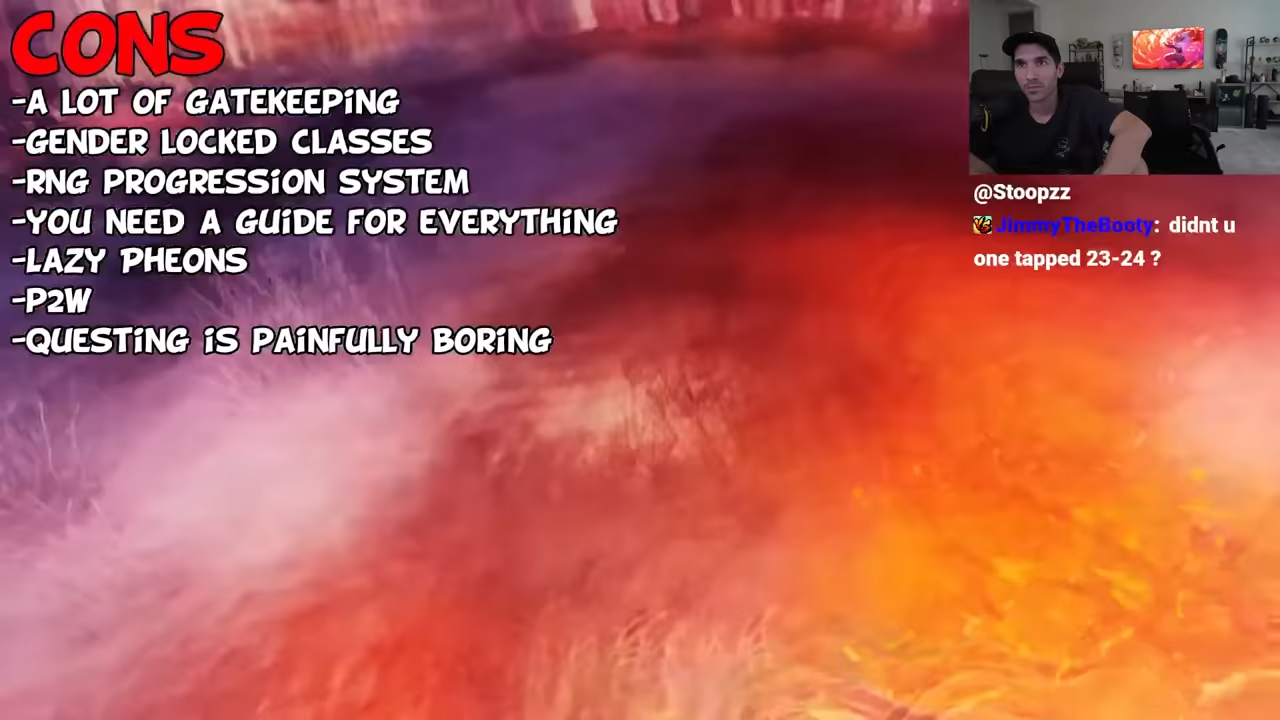 CONS
-A LOT OF GATEKEEPING
-GENDER LOCKED CLASSES
-RNG PROGRESSION SYSTEM
-YOU NEED A GUIDE FOR EVERYTHING
-LAZY PHEONS
-P2W
-QUESTING IS PAINFULLY BORING
@Stoopzz
JimmyTheBooty: didnt u
one tapped 23-24 ?